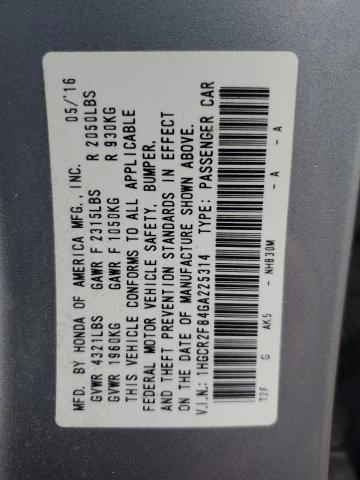 MFD. BY HONDA OF AMERICA MFG., INC. 05/'16
GVWR 4321LBS GAWR F 2315LBS R 2050LBS
GVWR 1960KG GAWR F 1050KG R 930KG
THIS VEHICLE CONFORMS TO ALL APPLICABLE
FEDERAL MOTOR VEHICLE SAFETY, BUMPER,
AND THEFT PREVENTION STANDARDS IN EFFECT
ON THE DATE OF MANUFACTURE SHOWN ABOVE.
V.I.N.: 1HGCR2F84GA225314 TYPE: PASSENGER CAR
T2F G AK5 - NH830M - A - A